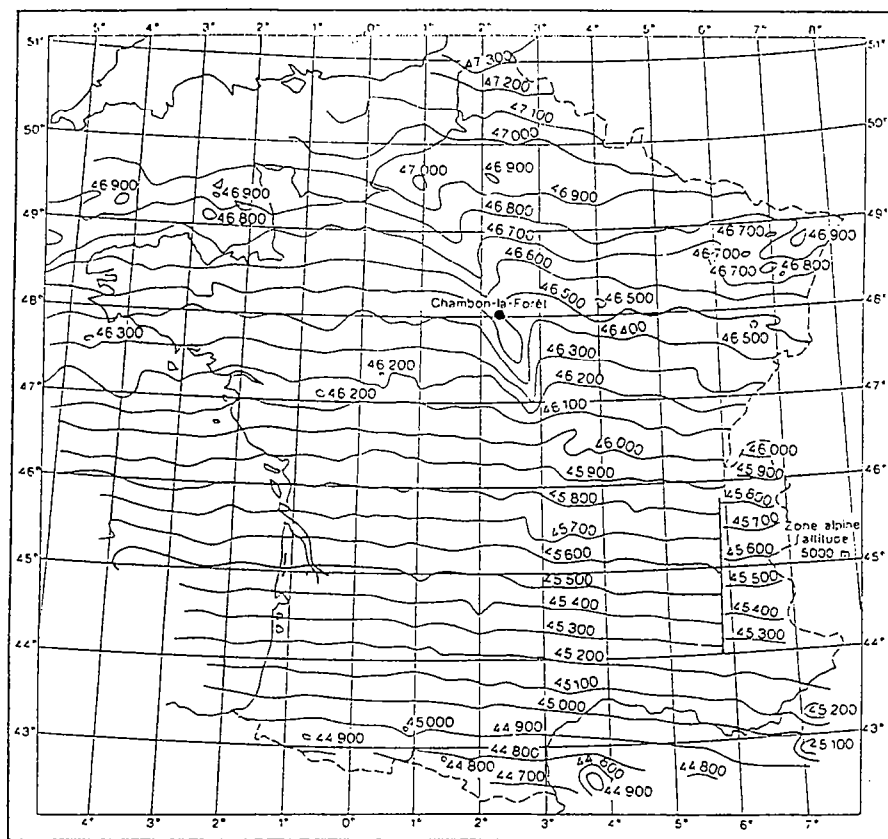 5° 4° 3° 2° 1° 0° 1° 2° 3° 4° 5° 6° 7° 8°
51° 51°
47 300
47 200
47 100
50° 50°
47 000
47 000 46 900
46 900 46 900 46 900
46 800 46 800
49° 49°
46 700 46 700 46 900
46 600 46 700 46 800
46 700
48° 46 500 46 500 48°
Chambon-la-Forêt
46 300 46 400 46 500
46 300
47° 46 200 46 200 47°
46 200
46 100
46 000 46 000
46° 45 900 45 900 46°
45 800 45 600
45 700 45 700
Zone alpine
altitude
5000 m
45° 45 600 45 600 45°
45 500 45 500
45 400 45 400
45 300 45 300
44° 45 200 44°
45 100
45 000 45 200
43° 45 000 44 900 43°
44 900 44 800 45 100
44 800 44 600 44 800
44 700 44 900
4° 3° 2° 1° 0° 1° 2° 3° 4° 5° 6° 7°